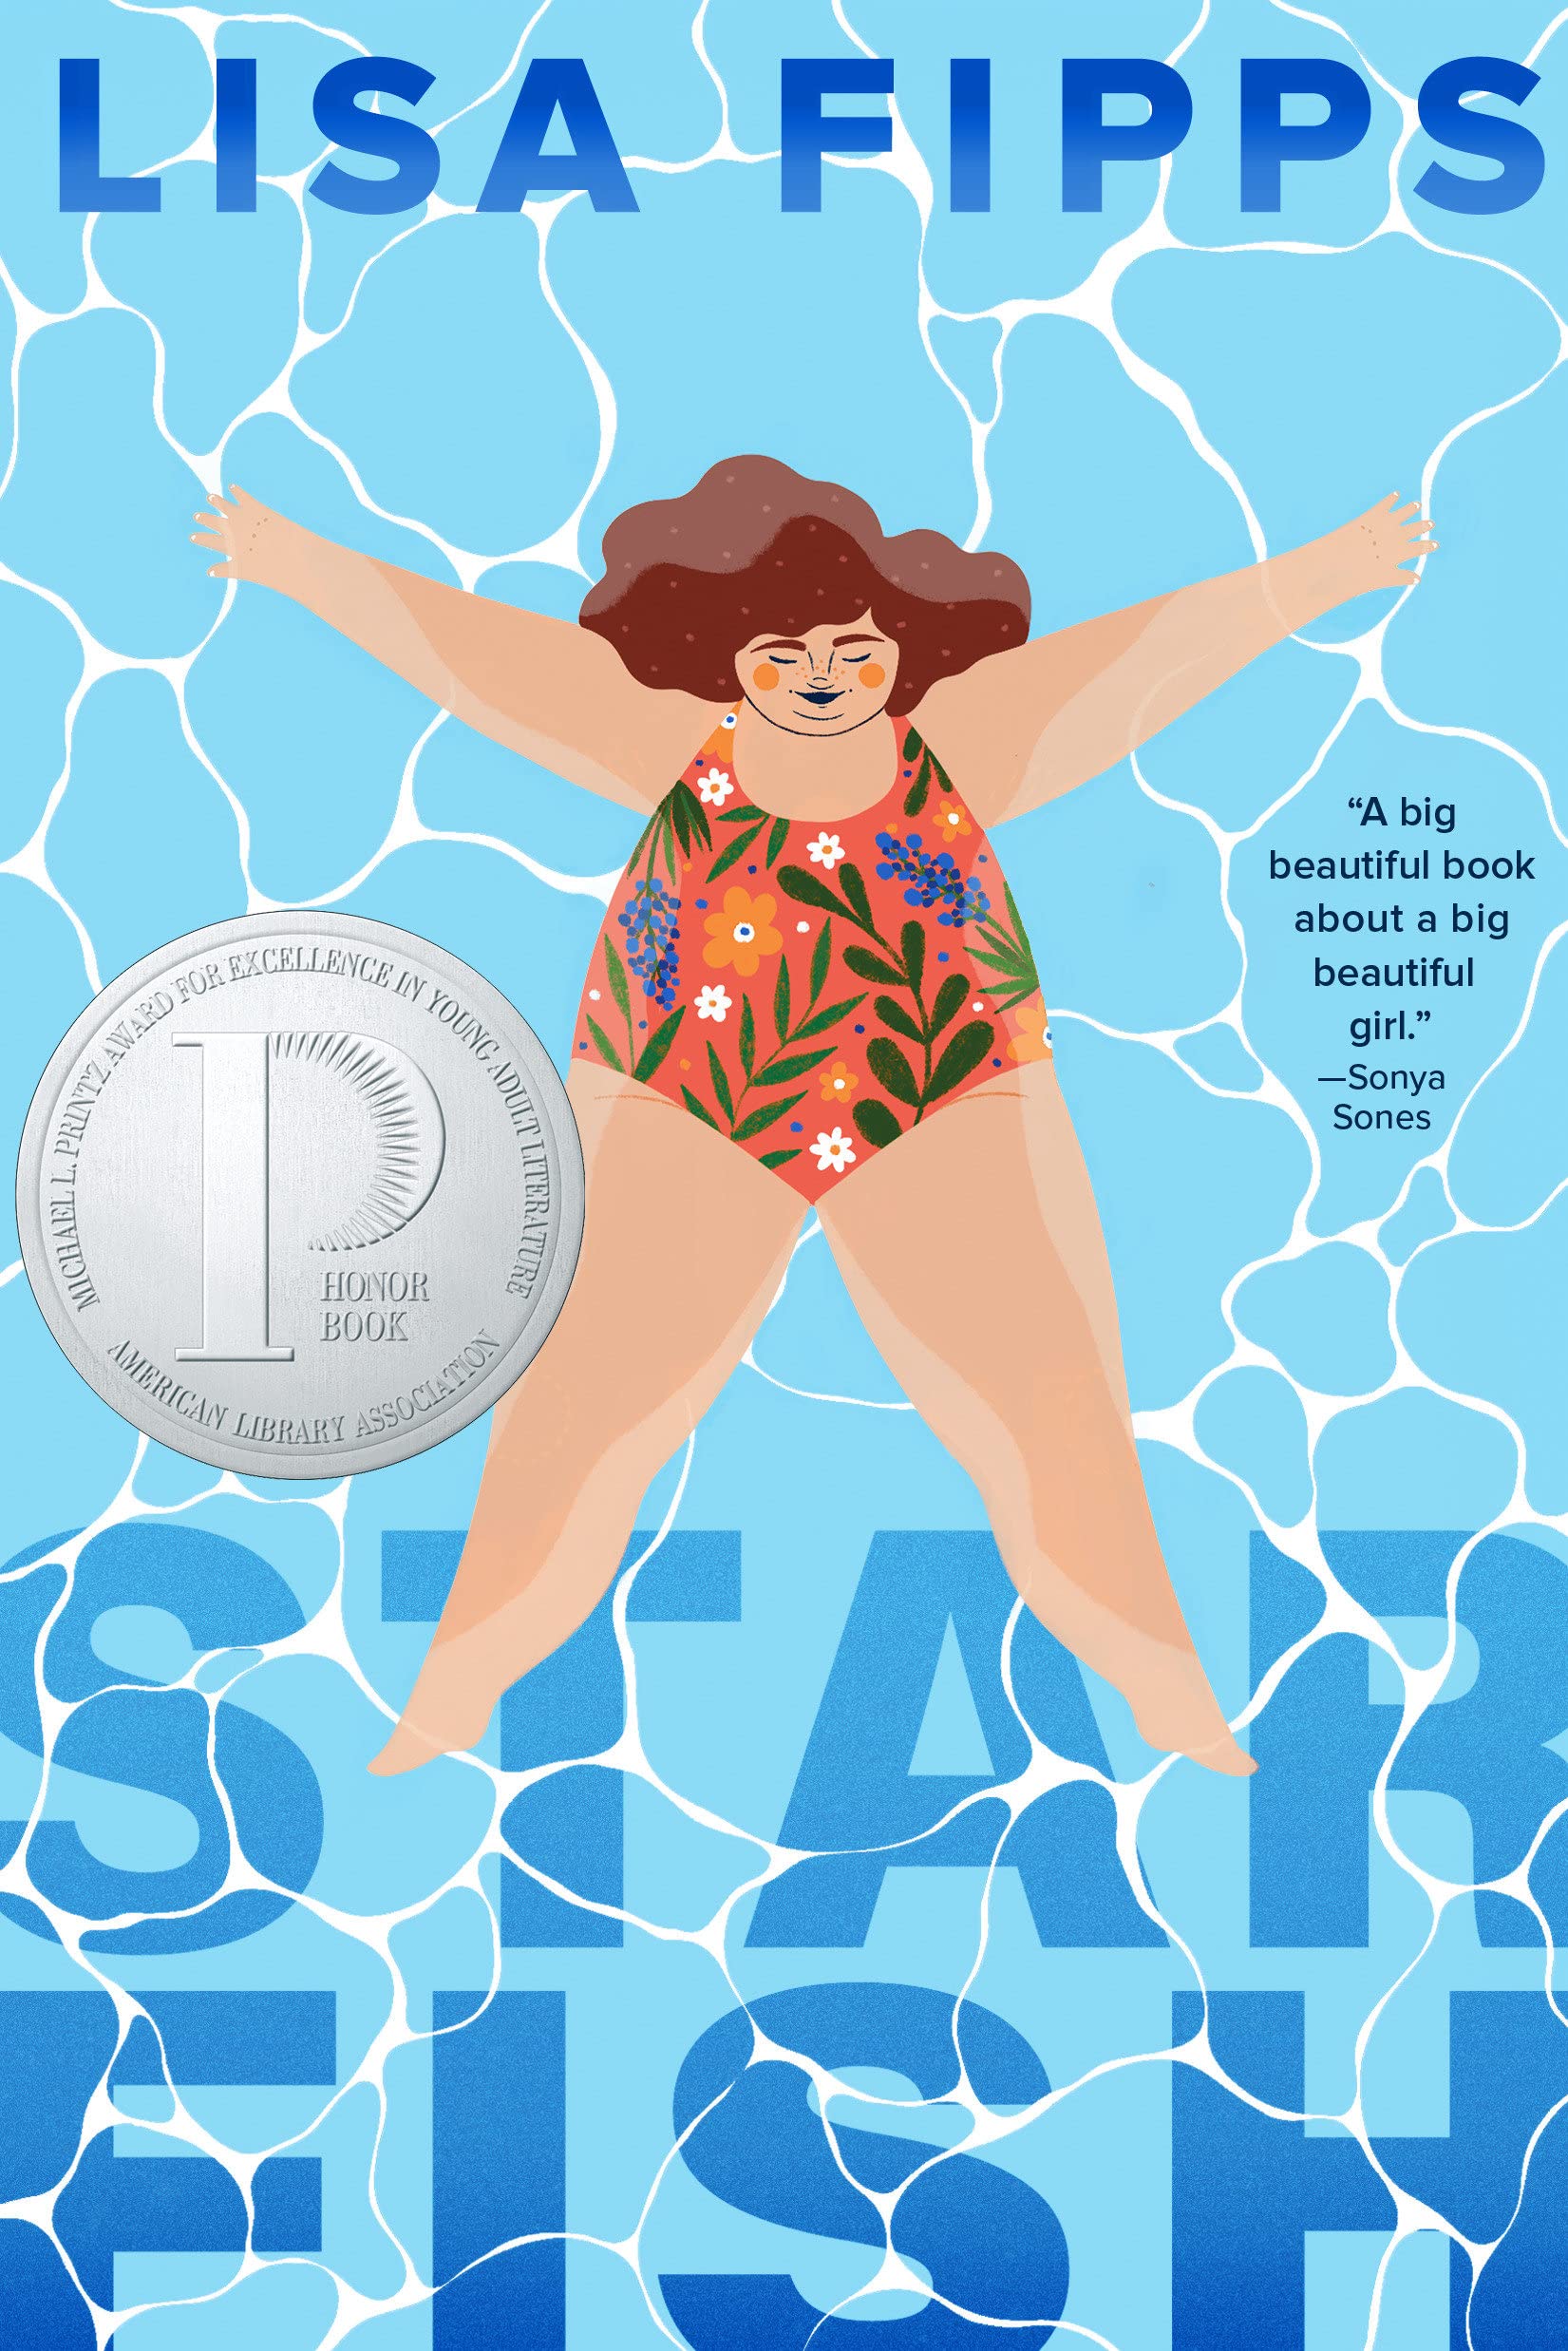 LISA FIPPS
“A big
beautiful book
about a big
beautiful
girl.”
—Sonya
Sones
MICHAEL L. PRINTZ AWARD FOR EXCELLENCE IN YOUNG ADULT LITERATURE
HONOR
BOOK
AMERICAN LIBRARY ASSOCIATION
STAR
FISH